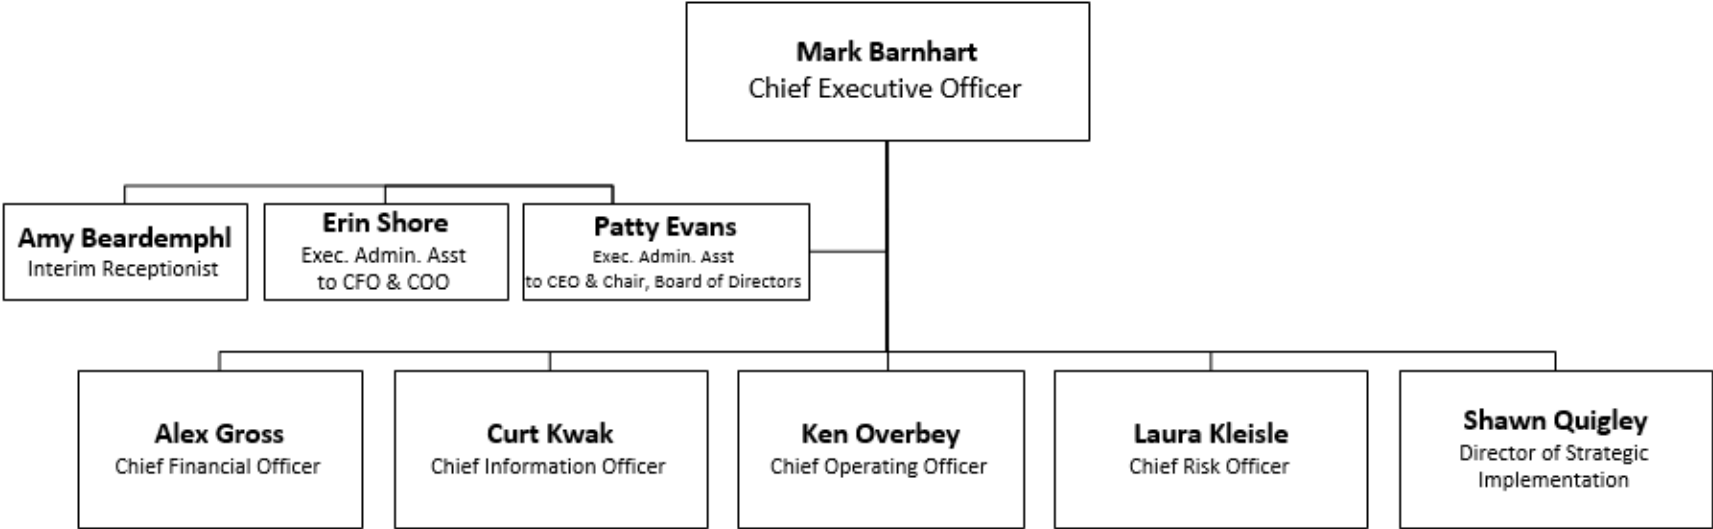 Mark Barnhart
Chief Executive Officer
Amy Beardemphl
Interim Receptionist
Erin Shore
Exec. Admin. Asst
to CFO & COO
Patty Evans
Exec. Admin. Asst
to CEO & Chair, Board of Directors
Alex Gross
Chief Financial Officer
Curt Kwak
Chief Information Officer
Ken Overbey
Chief Operating Officer
Laura Kleisle
Chief Risk Officer
Shawn Quigley
Director of Strategic
Implementation